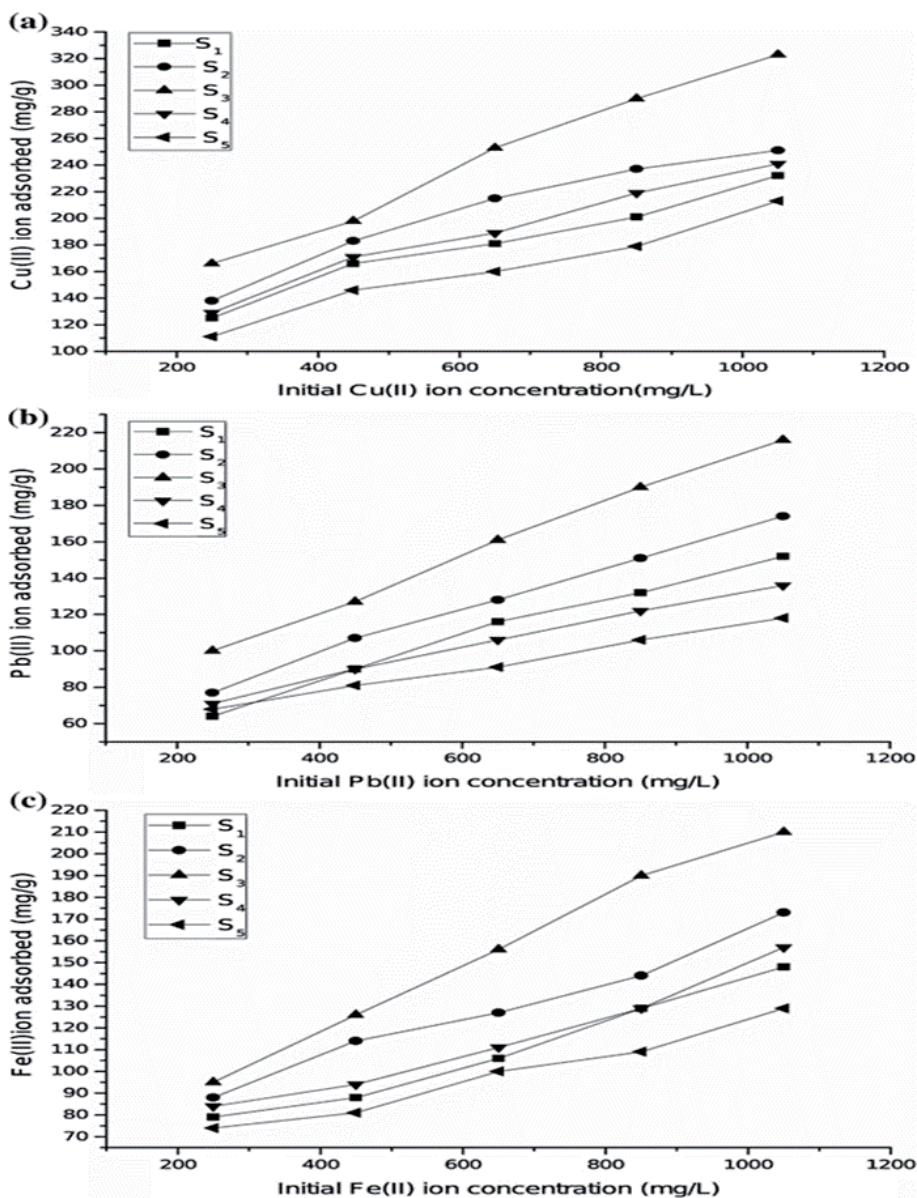 (a)
340
320
300
280
260
240
220
200
180
160
140
120
100
Cu(II) ion adsorbed (mg/g)
S1
S2
S3
S4
S5
200 400 600 800 1000 1200
Initial Cu(II) ion concentration(mg/L)
(b)
220
200
180
160
140
120
100
80
60
Pb(II) ion adsorbed (mg/g)
S1
S2
S3
S4
S5
200 400 600 800 1000 1200
Initial Pb(II) ion concentration (mg/L)
(c)
220
210
200
190
180
170
160
150
140
130
120
110
100
90
80
70
Fe(II)ion adsorbed (mg/g)
S1
S2
S3
S4
S5
200 400 600 800 1000 1200
Initial Fe(II) ion concentration (mg/L)